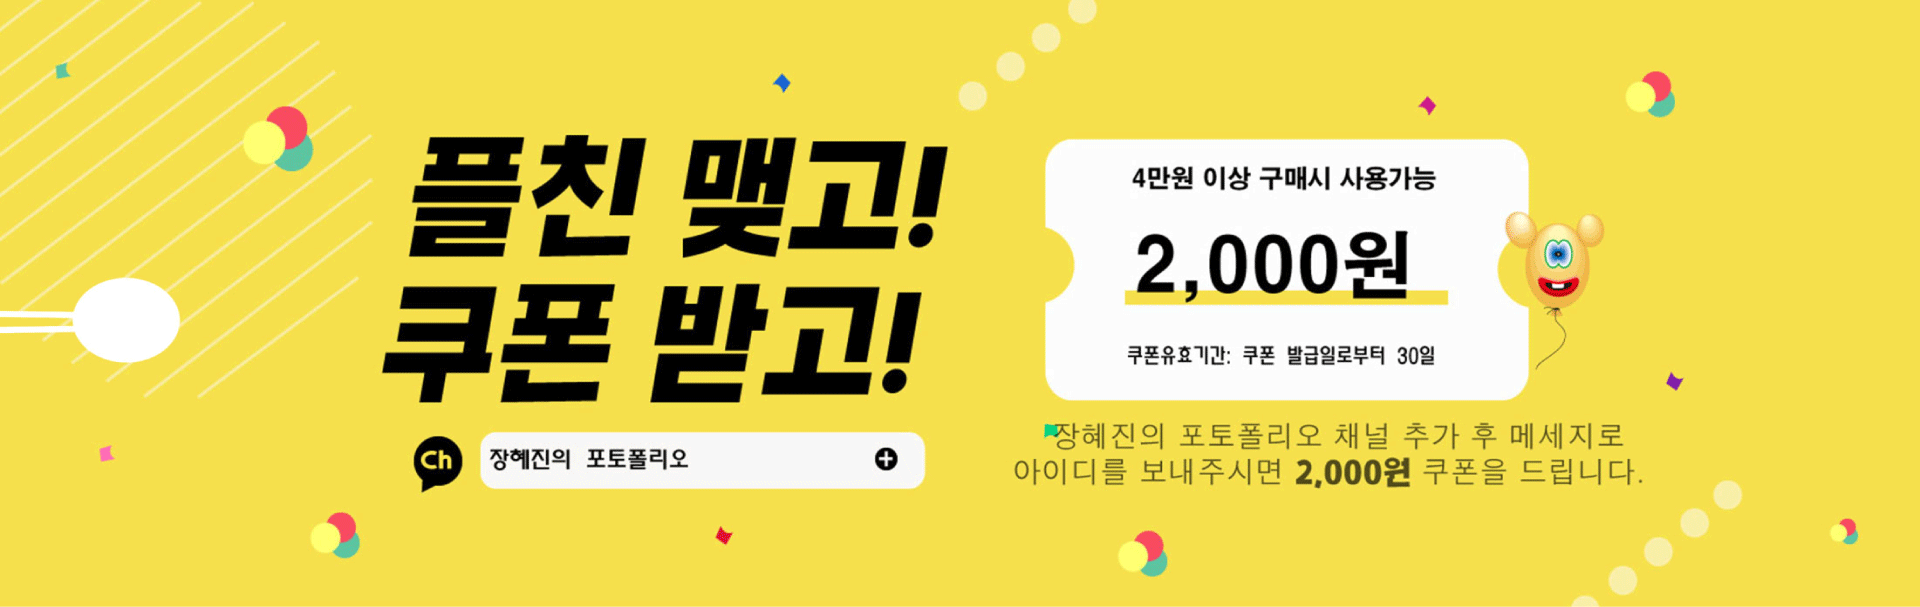 플친 맺고!
쿠폰 받고!
Ch 장혜진의 포토폴리오
4만원 이상 구매시 사용가능
2,000원
쿠폰유효기간: 쿠폰 발급일로부터 30일
장혜진의 포토폴리오 채널 추가 후 메세지로
아이디를 보내주시면 2,000원 쿠폰을 드립니다.